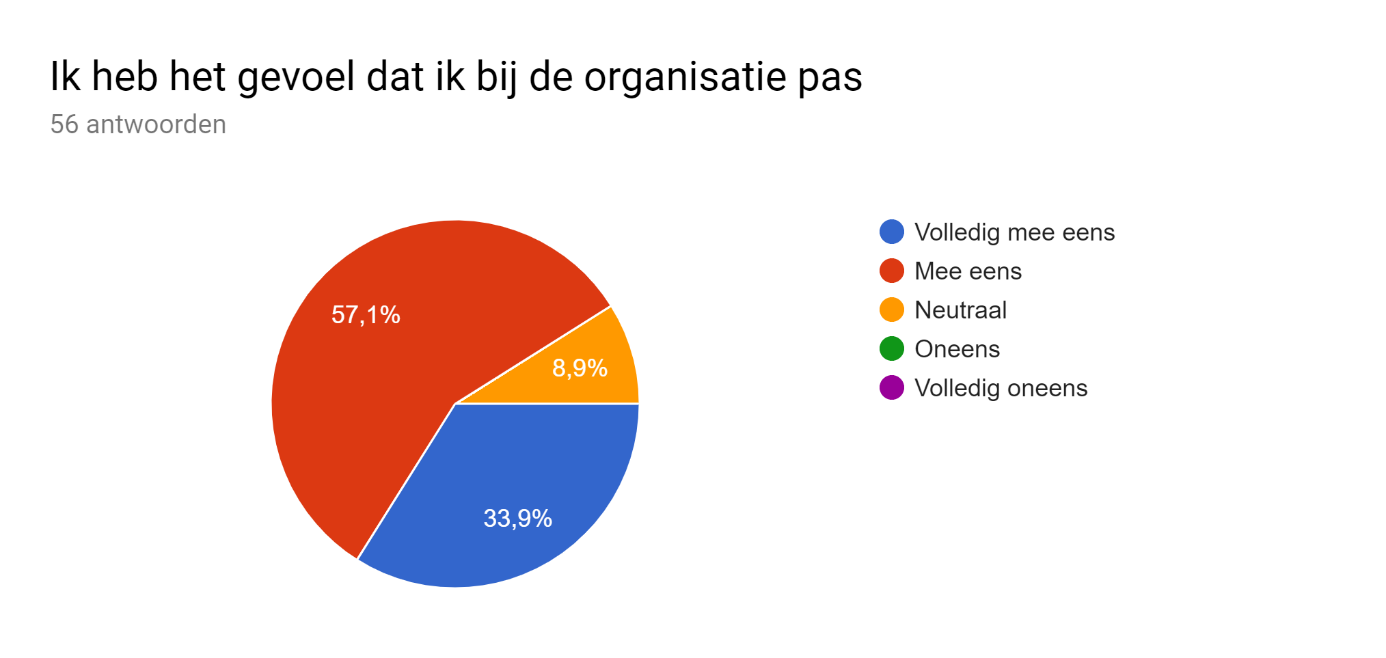 Ik heb het gevoel dat ik bij de organisatie pas
56 antwoorden
57,1%
8,9%
33,9%
Volledig mee eens
Mee eens
Neutraal
Oneens
Volledig oneens